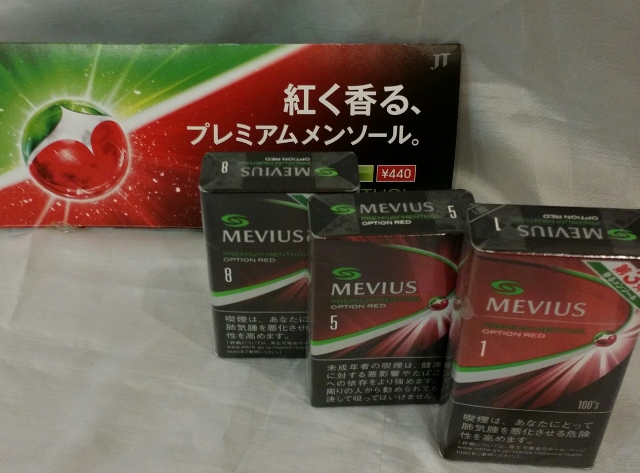 JT
紅く香る、
プレミアムメンソール。
¥440
8
MEVIUS
OPTION RED
MEVIUS
PREMIUM MENTHOL
OPTION RED
8
喫煙は、あなたに
肺気腫を悪化させ
性を高めます。
5
MEVIUS
PREMIUM MENTHOL
OPTION RED
5
未成年者の喫煙は、健康
に対する悪影響やたばこ
への依存をより強めます。
周りの人から勧められても
決して吸ってはいけません。
1
OPTION RED
MEVIUS
MEVIUS
PREMIUM MENTHOL
OPTION RED
1
100's
喫煙は、あなたにとって
肺気腫を悪化させる危険
性を高めます。